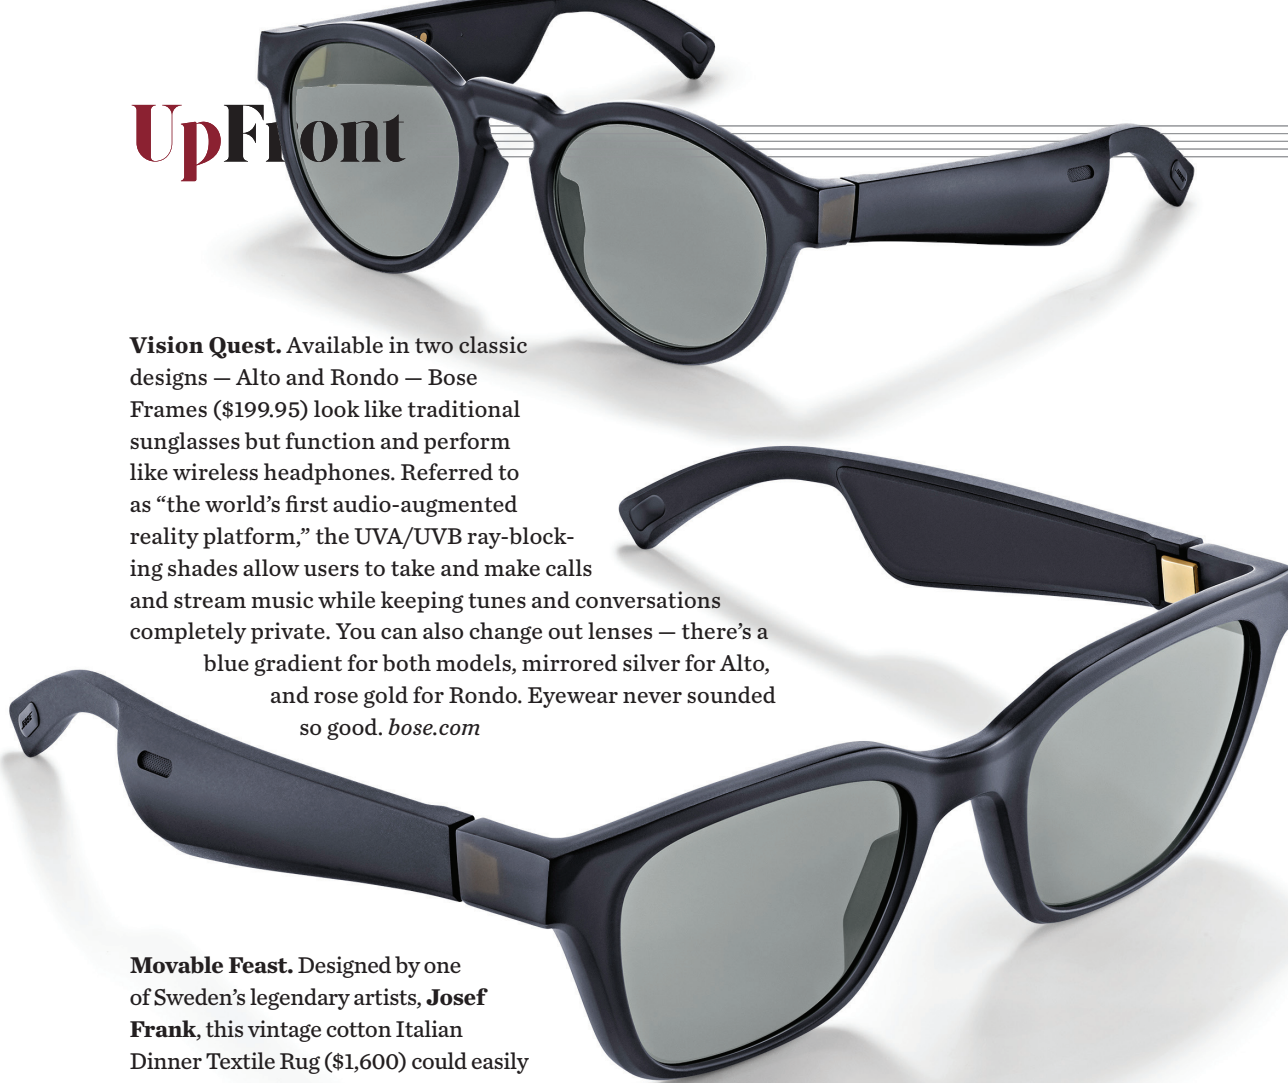 UpFront
Vision Quest. Available in two classic
designs — Alto and Rondo — Bose
Frames ($199.95) look like traditional
sunglasses but function and perform
like wireless headphones. Referred to
as “the world’s first audio-augmented
reality platform,” the UVA/UVB ray-block-
ing shades allow users to take and make calls
and stream music while keeping tunes and conversations
completely private. You can also change out lenses — there’s a
blue gradient for both models, mirrored silver for Alto,
and rose gold for Rondo. Eyewear never sounded
so good. bose.com
Movable Feast. Designed by one
of Sweden’s legendary artists, Josef
Frank, this vintage cotton Italian
Dinner Textile Rug ($1,600) could easily